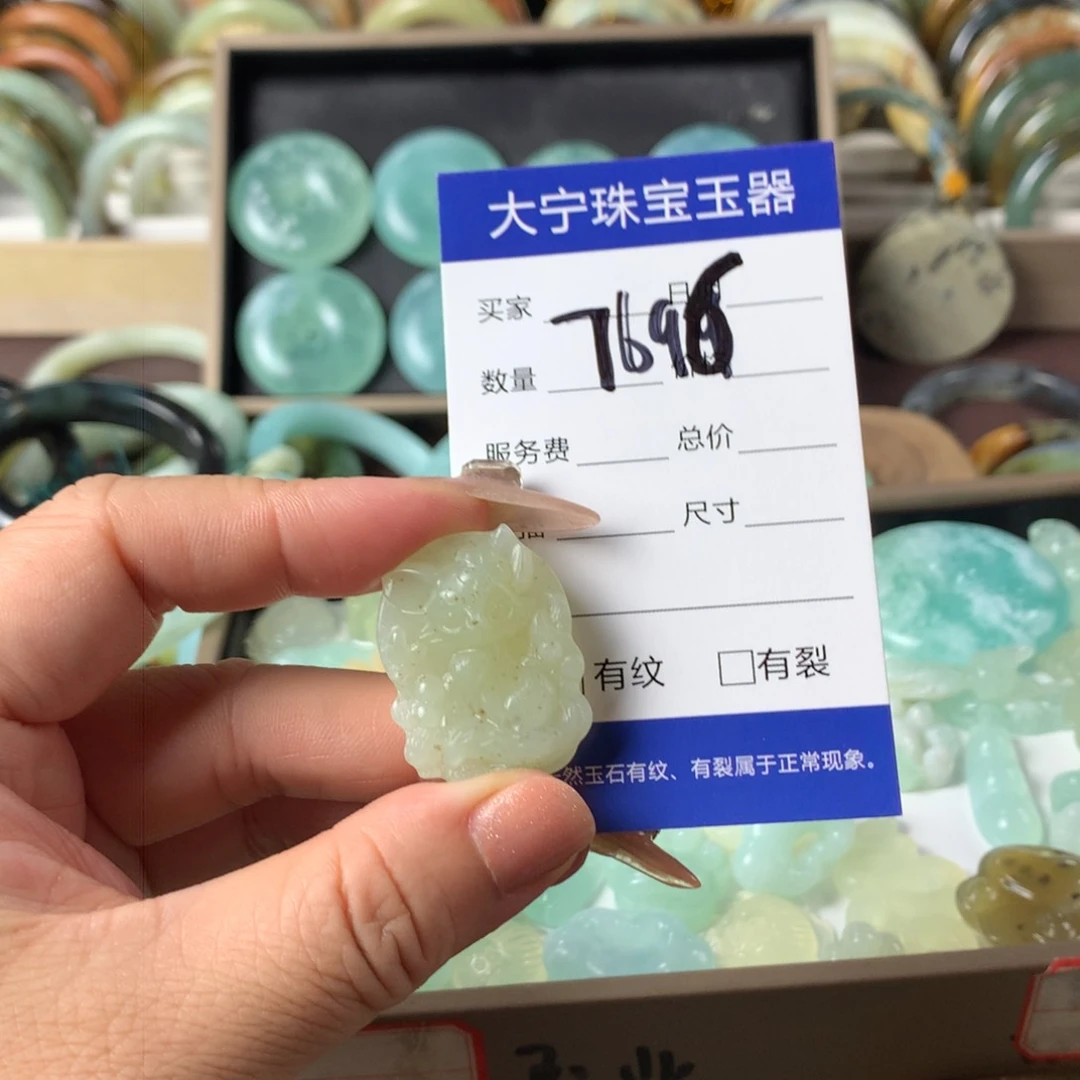 大宁珠宝玉器
买家 日
数量
服务费 总价
尺寸
有纹 □有裂
然玉石有纹、有裂属于正常现象。